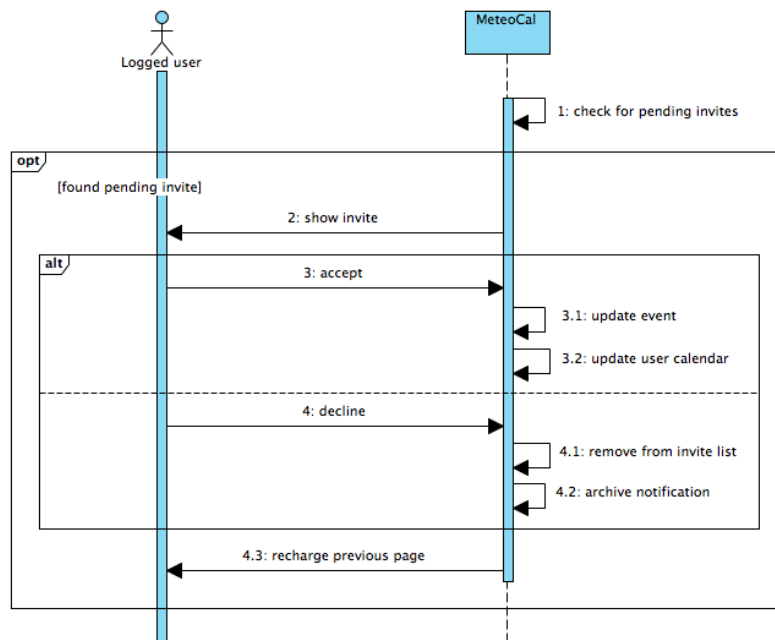 MeteoCal
Logged user
1: check for pending invites
opt
[found pending invite]
2: show invite
alt
3: accept
3.1: update event
3.2: update user calendar
4: decline
4.1: remove from invite list
4.2: archive notification
4.3: recharge previous page